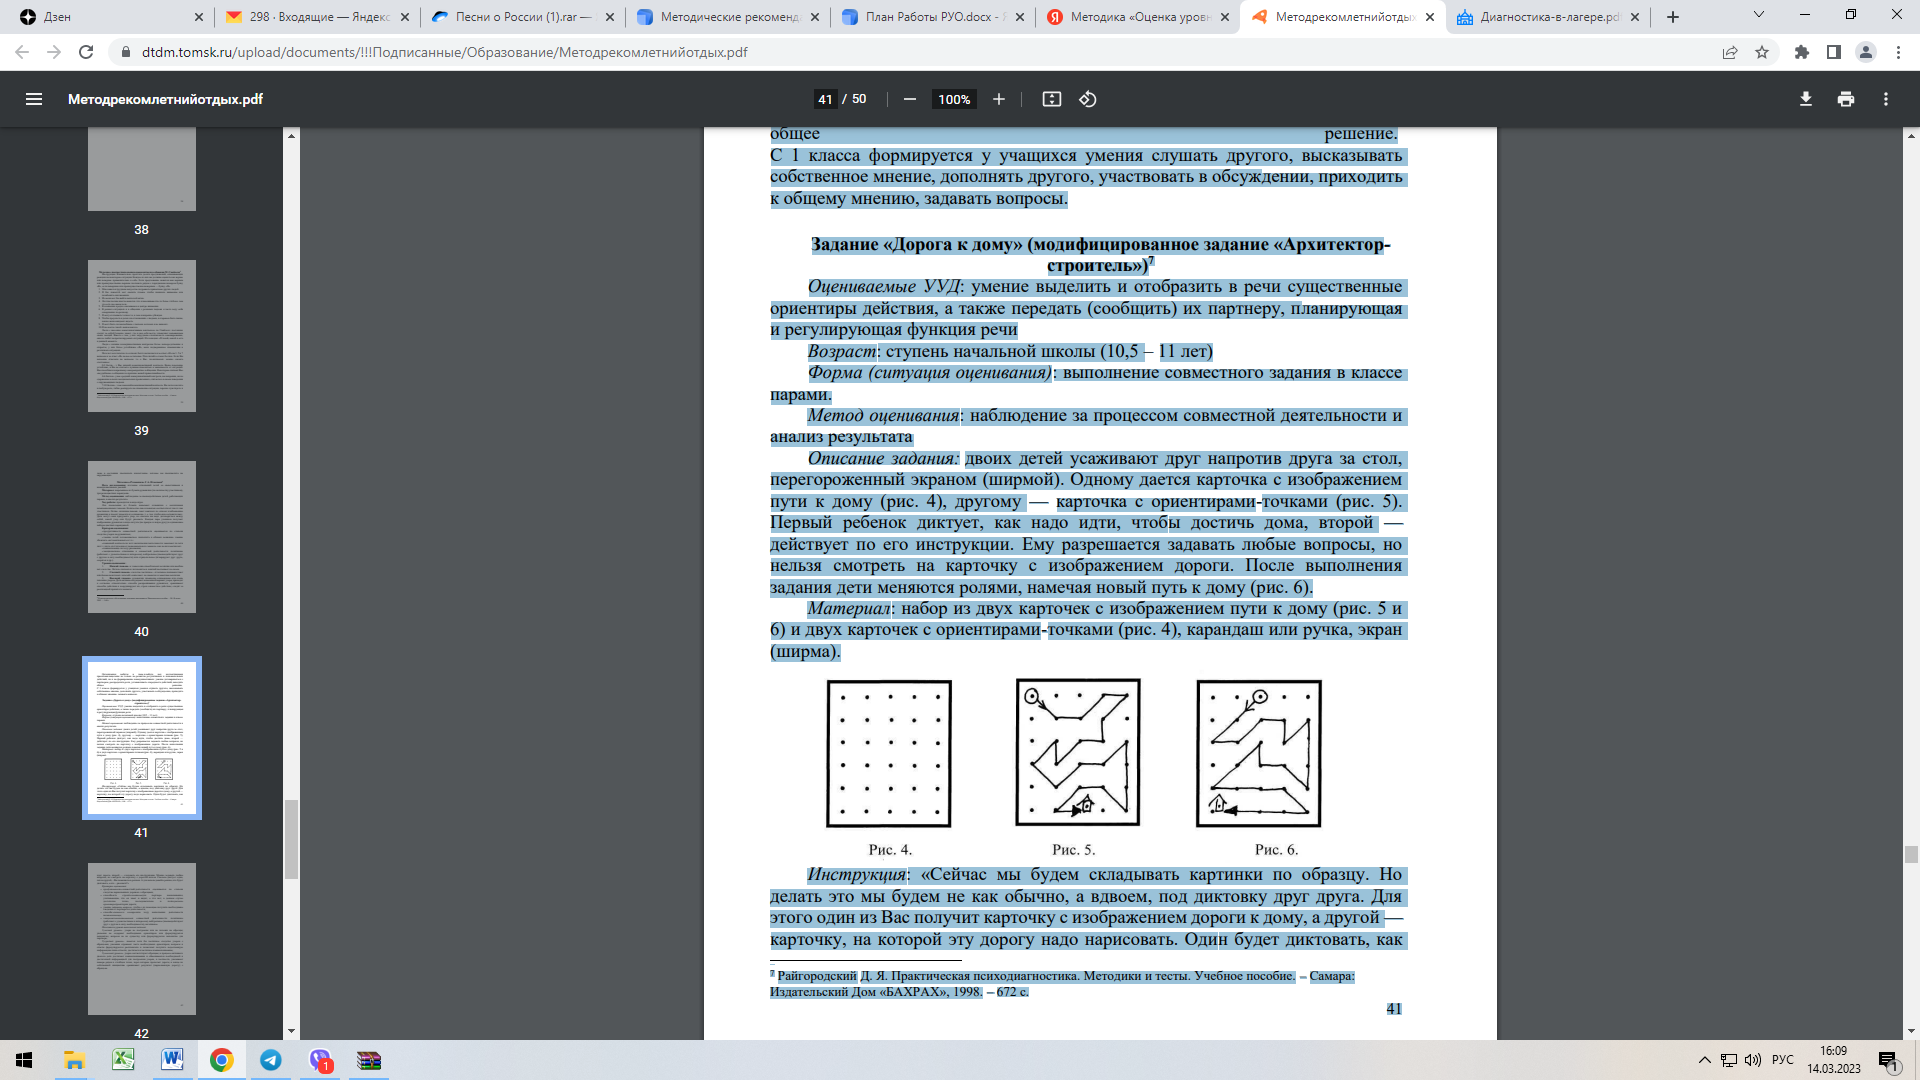 Дзен
298 · Входящие — Яндекс
Песни о России (1).rar —
Методические рекоменд
План Работы РУО.docx - Я
Методика «Оценка уровн
Методрекомлетнийотдых
Диагностика-в-лагере.pdf
dtdm.tomsk.ru/upload/documents/!!!Подписанные/Образование/Методрекомлетнийотдых.pdf
Методрекомлетнийотдых.pdf
41 / 50
100%
38
39
40
41
42
общее решение.
С 1 класса формируется у учащихся умения слушать другого, высказывать
собственное мнение, дополнять другого, участвовать в обсуждении, приходить
к общему мнению, задавать вопросы.
Задание «Дорога к дому» (модифицированное задание «Архитектор-
строитель»)7
Оцениваемые УУД: умение выделить и отобразить в речи существенные
ориентиры действия, а также передать (сообщить) их партнеру, планирующая
и регулирующая функция речи
Возраст: ступень начальной школы (10,5 – 11 лет)
Форма (ситуация оценивания): выполнение совместного задания в классе
парами.
Метод оценивания: наблюдение за процессом совместной деятельности и
анализ результата
Описание задания: двоих детей усаживают друг напротив друга за стол,
перегороженный экраном (ширмой). Одному дается карточка с изображением
пути к дому (рис. 4), другому — карточка с ориентирами-точками (рис. 5).
Первый ребенок диктует, как надо идти, чтобы достичь дома, второй —
действует по его инструкции. Ему разрешается задавать любые вопросы, но
нельзя смотреть на карточку с изображением дороги. После выполнения
задания дети меняются ролями, намечая новый путь к дому (рис. 6).
Материал: набор из двух карточек с изображением пути к дому (рис. 5 и
6) и двух карточек с ориентирами-точками (рис. 4), карандаш или ручка, экран
(ширма).
Рис. 4.
Рис. 5.
Рис. 6.
Инструкция: «Сейчас мы будем складывать картинки по образцу. Но
делать это мы будем не как обычно, а вдвоем, под диктовку друг друга. Для
этого один из Вас получит карточку с изображением дороги к дому, а другой —
карточку, на которой эту дорогу надо нарисовать. Один будет диктовать, как
7 Райгородский Д. Я. Практическая психодиагностика. Методики и тесты. Учебное пособие. – Самара:
Издательский Дом «БАХРАХ», 1998. – 672 с.
41
1
РУС
16:09
14.03.2023
1